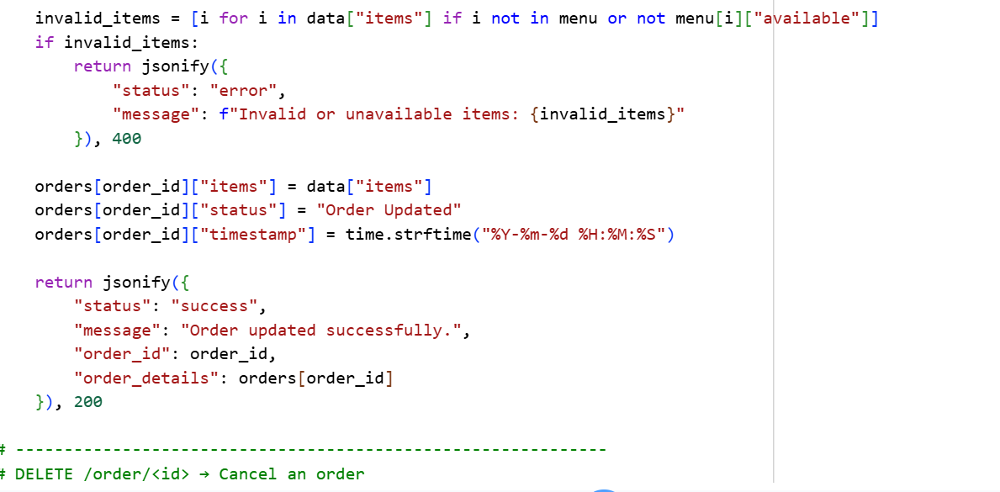 invalid_items = [i for i in data["items"] if i not in menu or not menu[i]["available"]]
if invalid_items:
    return jsonify({
        "status": "error",
        "message": f"Invalid or unavailable items: {invalid_items}"
    }), 400

orders[order_id]["items"] = data["items"]
orders[order_id]["status"] = "Order Updated"
orders[order_id]["timestamp"] = time.strftime("%Y-%m-%d %H:%M:%S")

return jsonify({
    "status": "success",
    "message": "Order updated successfully.",
    "order_id": order_id,
    "order_details": orders[order_id]
}), 200

# -------------------------------------------------------------
# DELETE /order/<id> → Cancel an order